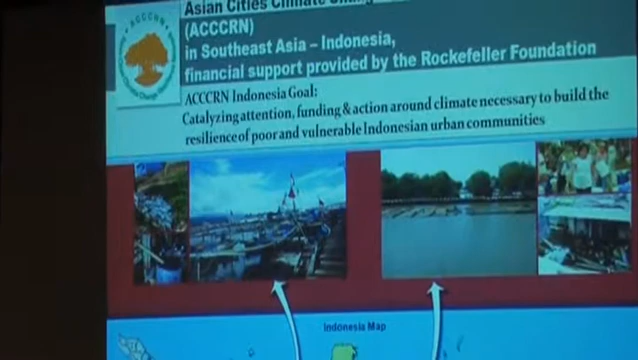 Asian Cities Climate Chang
(ACCCRN)
in Southeast Asia – Indonesia,
financial support provided by the Rockefeller Foundation
ACCCRN Indonesia Goal:
Catalyzing attention, funding & action around climate necessary to build the
resilience of poor and vulnerable Indonesian urban communities
ACCCRN
Indonesia Map